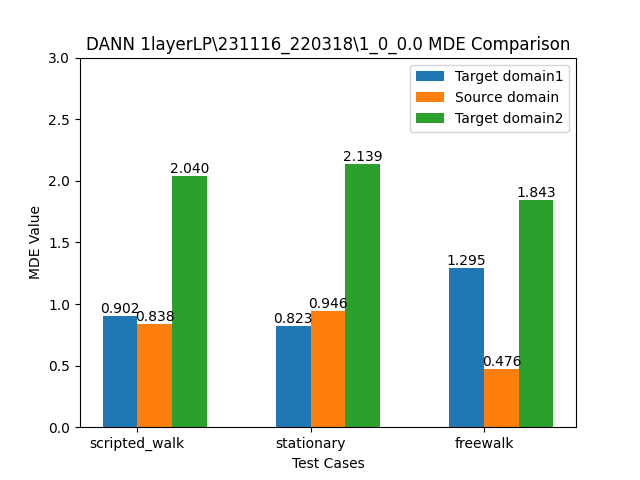 DANN 1layerLP\231116_220318\1_0_0.0 MDE Comparison
Target domain1
Source domain
Target domain2
MDE Value
3.0
2.5
2.0
1.5
1.0
0.5
0.0
0.902
0.838
2.040
0.823
0.946
2.139
1.295
0.476
1.843
scripted_walk
stationary
freewalk
Test Cases